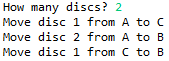 How many discs? 2
Move disc 1 from A to C
Move disc 2 from A to B
Move disc 1 from C to B